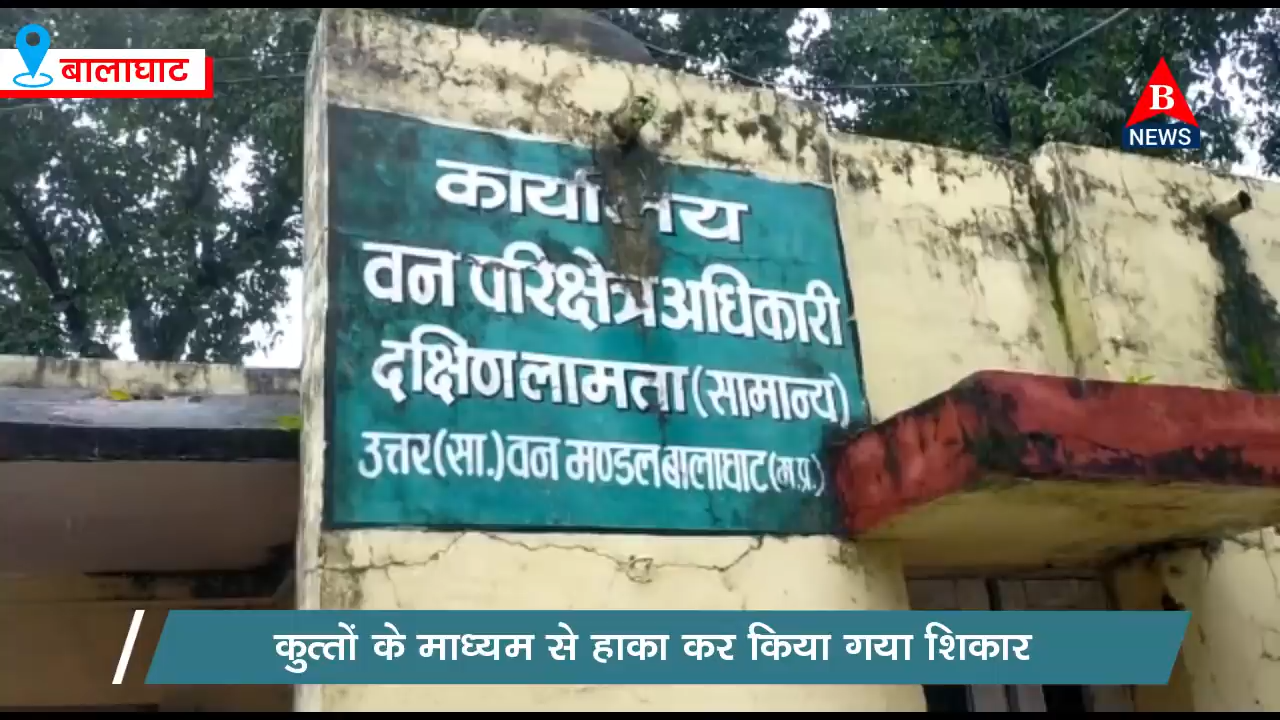 बालाघाट
B
NEWS
कार्यालय
वन परिक्षेत्र अधिकारी
दक्षिण लामता (सामान्य)
उत्तर (सा.) वन मण्डल बालाघाट (म.प्र.)
कुत्तों के माध्यम से हाका कर किया गया शिकार